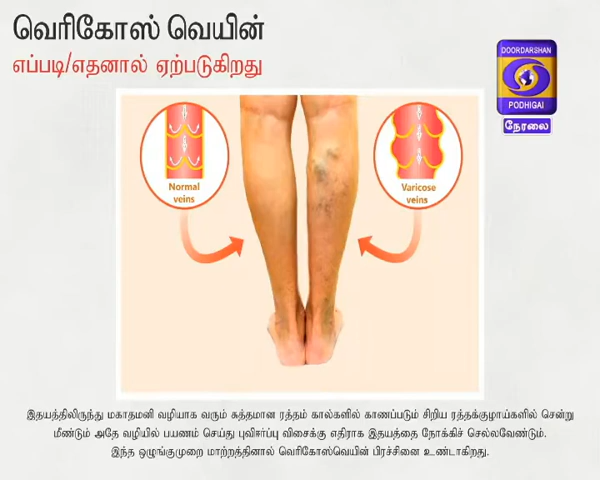 வெரிகோஸ் வெயின்
எப்படி/எதனால் ஏற்படுகிறது
DOORDARSHAN
PODHIGAI
நேரலை
Normal
veins
Varicose
veins
இதயத்திலிருந்து மகாதமனி வழியாக வரும் சுத்தமான ரத்தம் கால்களில் காணப்படும் சிறிய ரத்தக்குழாய்களில் சென்று
மீண்டும் அதே வழியில் பயணம் செய்து புவிஈர்ப்பு விசைக்கு எதிராக இதயத்தை நோக்கிச் செல்லவேண்டும்.
இந்த ஒழுங்குமுறை மாற்றத்தினால் வெரிகோஸ்வெயின் பிரச்சினை உண்டாகிறது.